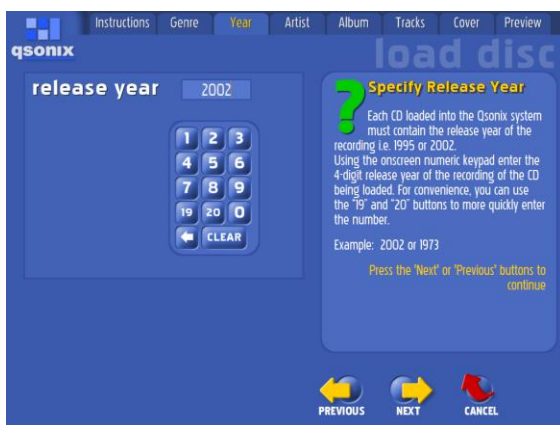 Instructions Genre Year Artist Album Tracks Cover Preview
qsonix
load disc
release year 2002
1 2 3
4 5 6
7 8 9
19 20 0
CLEAR
? Specify Release Year
Each CD loaded into the Qsonix system
must contain the release year of the
recording i.e. 1995 or 2002.
Using the onscreen numeric keypad enter the
4-digit release year of the recording of the CD
being loaded. For convenience, you can use
the "19" and "20" buttons to more quickly enter
the number.
Example: 2002 or 1973
Press the 'Next' or 'Previous' buttons to
continue
PREVIOUS NEXT CANCEL